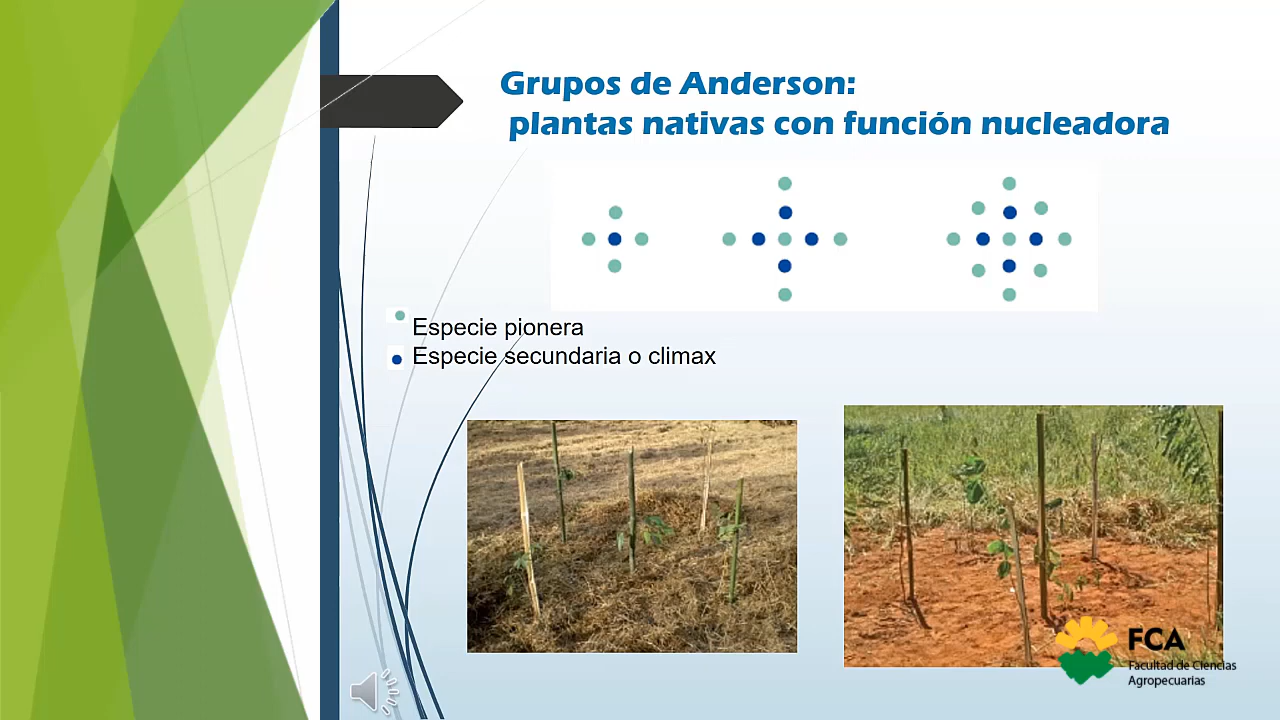 Grupos de Anderson:
plantas nativas con función nucleadora
Especie pionera
Especie secundaria o climax
FCA
Facultad de Ciencias
Agropecuarias